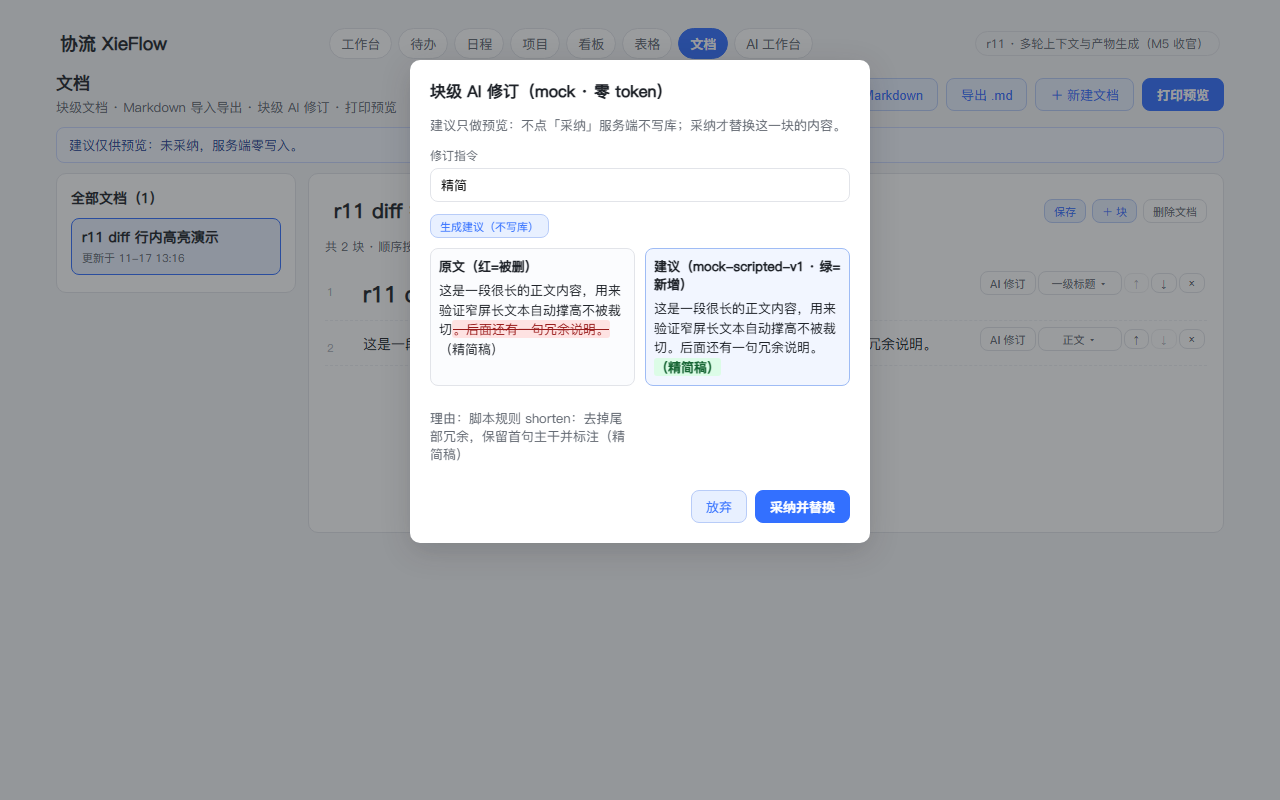 协流 XieFlow
工作台
待办
日程
项目
看板
表格
文档
AI 工作台
r11 · 多轮上下文与产物生成（M5 收官）
文档
块级文档 · Markdown 导入导出 · 块级 AI 修订 · 打印预览
Markdown
导出 .md
＋ 新建文档
打印预览
建议仅供预览：未采纳，服务端零写入。
全部文档（1）
r11 diff 行内高亮演示
更新于 11-17 13:16
r11 diff
保存
＋ 块
删除文档
共 2 块 · 顺序
1
r11
AI 修订
一级标题
↑
↓
×
2
这是一
冗余说明。
AI 修订
正文
↑
↓
×
块级 AI 修订（mock · 零 token）
建议只做预览：不点「采纳」服务端不写库；采纳才替换这一块的内容。
修订指令
精简
生成建议（不写库）
原文（红=被删）
这是一段很长的正文内容，用来
验证窄屏长文本自动撑高不被裁
切。后面还有一句冗余说明。
（精简稿）
建议（mock-scripted-v1 · 绿=
新增）
这是一段很长的正文内容，用来
验证窄屏长文本自动撑高不被裁
切。后面还有一句冗余说明。
（精简稿）
理由：脚本规则 shorten：去掉尾
部冗余，保留首句主干并标注（精
简稿）
放弃
采纳并替换